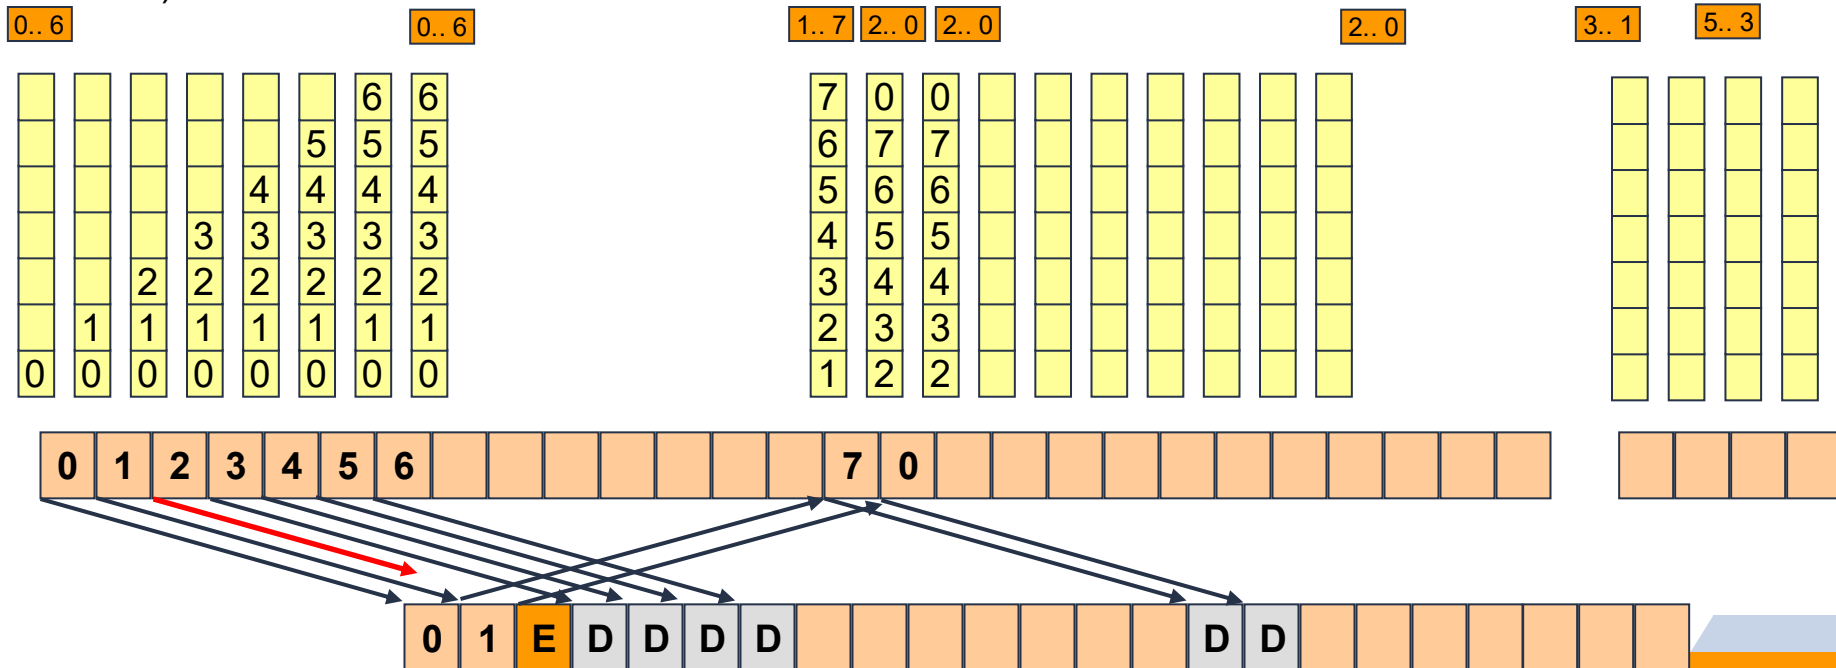 0.. 6 0.. 6 1.. 7 2.. 0 2.. 0 2.. 0 3.. 1 5.. 3
6 6 7 0 0
5 5 5 6 7 7
4 4 4 4 5 6 6
3 3 3 3 3 4 5 5
2 2 2 2 2 2 3 4 4
1 1 1 1 1 1 1 2 3 3
0 0 0 0 0 0 0 0 1 2 2
0 1 2 3 4 5 6 7 0
0 1 E D D D D D D